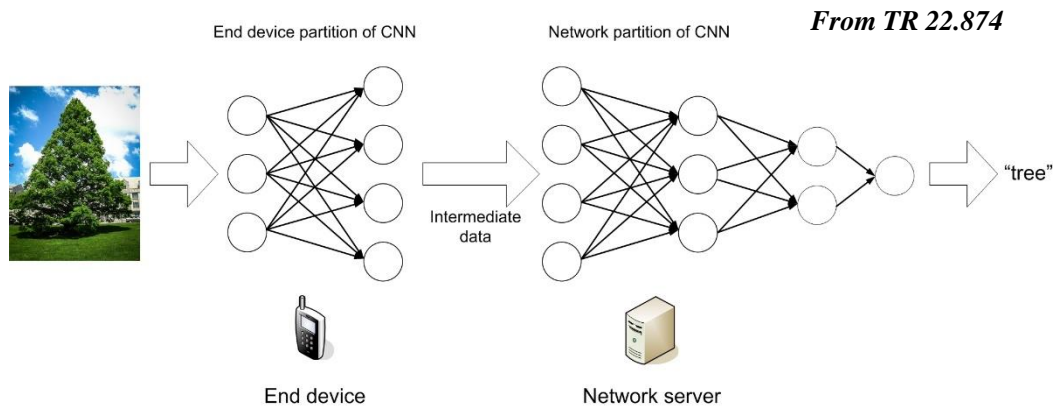 From TR 22.874
End device partition of CNN
Network partition of CNN
Intermediate
data
“tree”
End device
Network server